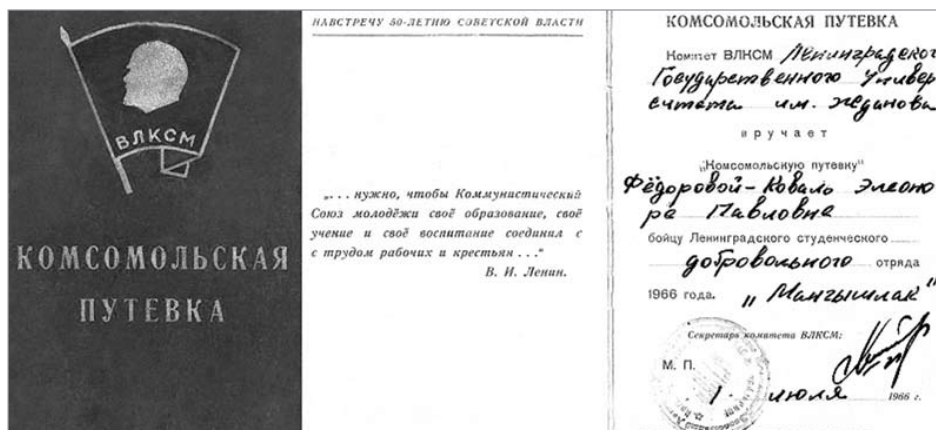 ВЛКСМ
КОМСОМОЛЬСКАЯ
ПУТЕВКА
НАВСТРЕЧУ 50-ЛЕТИЮ СОВЕТСКОЙ ВЛАСТИ
„... нужно, чтобы Коммунистический
Союз молодёжи своё образование, своё
учение и своё воспитание соединил с
с трудом рабочих и крестьян ...“
В. И. Ленин.
КОМСОМОЛЬСКАЯ ПУТЕВКА
Комитет ВЛКСМ Ленинградского
Государственного Универ
ситета им. Жданова
вручает
„Комсомольскую путевку“
Фёдоровой-Ковало Элеоно
ре Павловне
бойцу Ленинградского студенческого
добровольного отряда
1966 года. „Мангышлак“
Секретарь комитета ВЛКСМ:
М. П.
1. июля 1966 г.